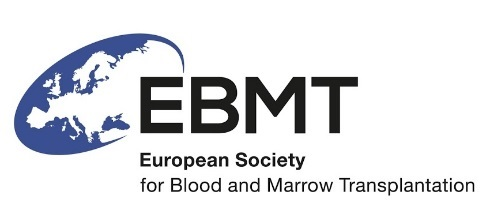 EBMT
European Society
for Blood and Marrow Transplantation